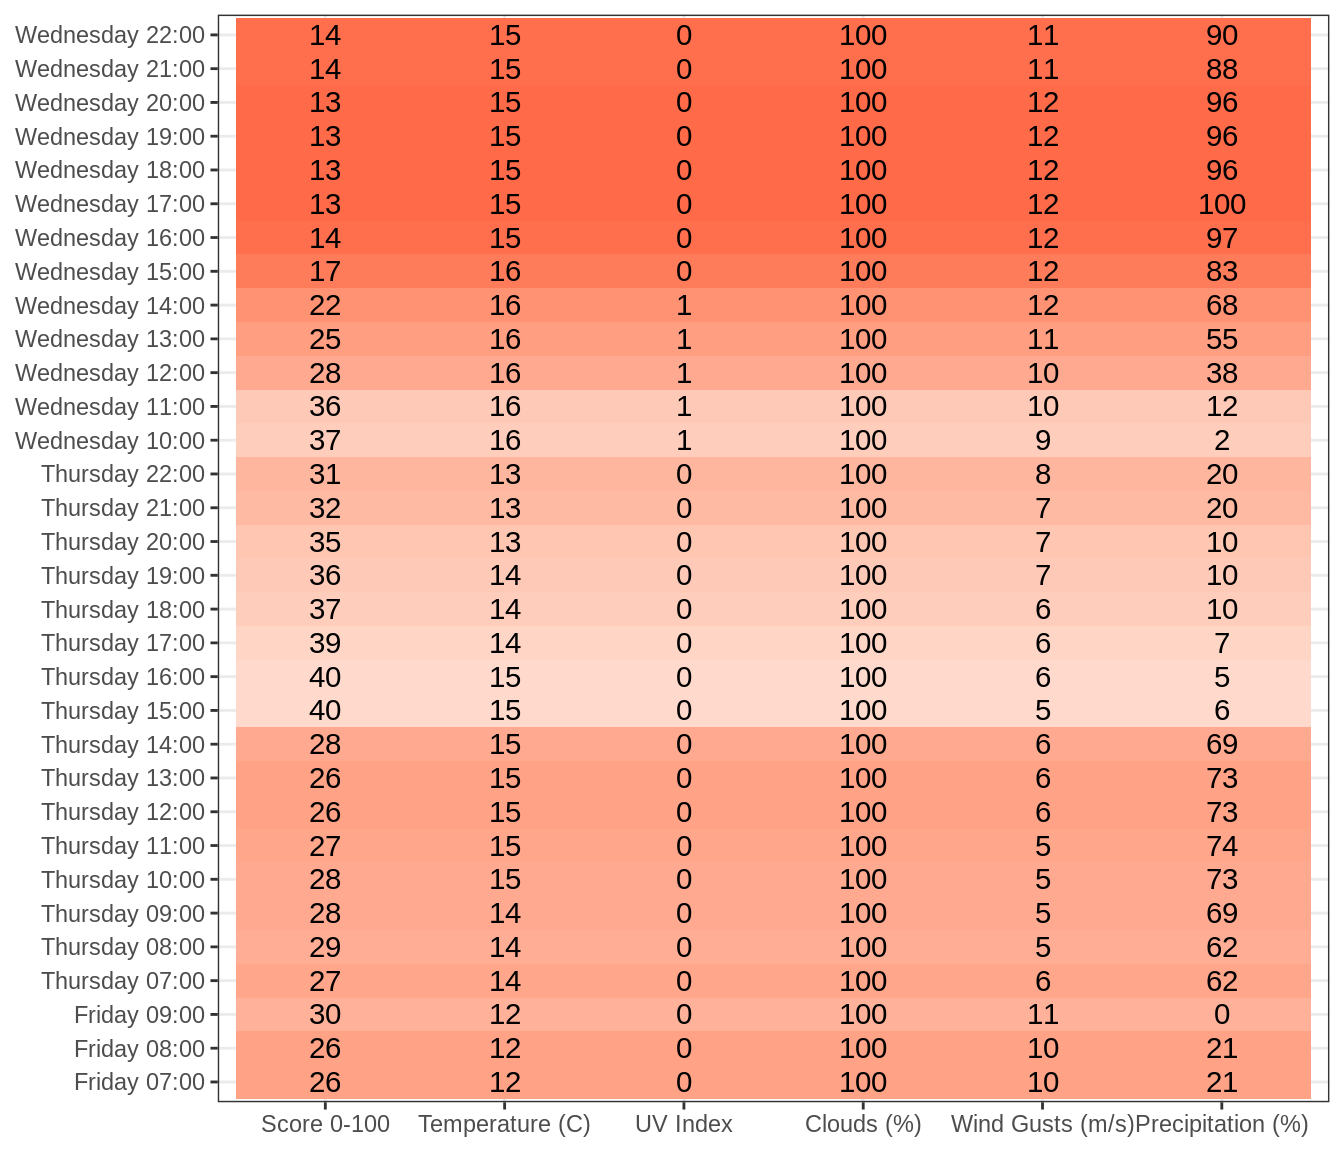 Wednesday 22:00 14 15 0 100 11 90
Wednesday 21:00 14 15 0 100 11 88
Wednesday 20:00 13 15 0 100 12 96
Wednesday 19:00 13 15 0 100 12 96
Wednesday 18:00 13 15 0 100 12 96
Wednesday 17:00 13 15 0 100 12 100
Wednesday 16:00 14 15 0 100 12 97
Wednesday 15:00 17 16 0 100 12 83
Wednesday 14:00 22 16 1 100 12 68
Wednesday 13:00 25 16 1 100 11 55
Wednesday 12:00 28 16 1 100 10 38
Wednesday 11:00 36 16 1 100 10 12
Wednesday 10:00 37 16 1 100 9 2
Thursday 22:00 31 13 0 100 8 20
Thursday 21:00 32 13 0 100 7 20
Thursday 20:00 35 13 0 100 7 10
Thursday 19:00 36 14 0 100 7 10
Thursday 18:00 37 14 0 100 6 10
Thursday 17:00 39 14 0 100 6 7
Thursday 16:00 40 15 0 100 6 5
Thursday 15:00 40 15 0 100 5 6
Thursday 14:00 28 15 0 100 6 69
Thursday 13:00 26 15 0 100 6 73
Thursday 12:00 26 15 0 100 6 73
Thursday 11:00 27 15 0 100 5 74
Thursday 10:00 28 15 0 100 5 73
Thursday 09:00 28 14 0 100 5 69
Thursday 08:00 29 14 0 100 5 62
Thursday 07:00 27 14 0 100 6 62
Friday 09:00 30 12 0 100 11 0
Friday 08:00 26 12 0 100 10 21
Friday 07:00 26 12 0 100 10 21
Score 0-100 Temperature (C) UV Index Clouds (%) Wind Gusts (m/s) Precipitation (%)